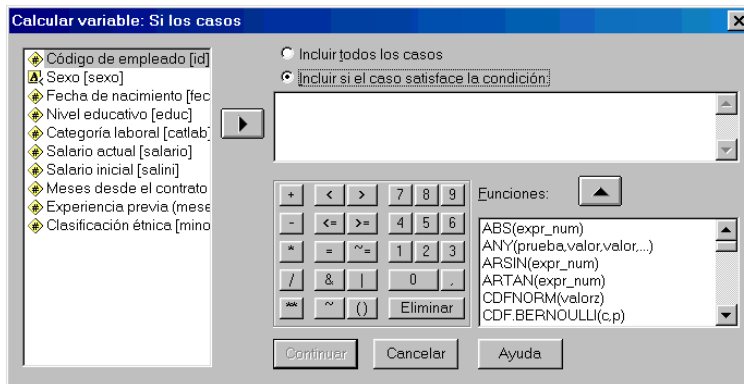 Calcular variable: Si los casos
Código de empleado [id]
Sexo [sexo]
Fecha de nacimiento [fec
Nivel educativo [educ]
Categoría laboral [catlab]
Salario actual [salario]
Salario inicial [salini]
Meses desde el contrato
Experiencia previa (mese
Clasificación étnica [mino
Incluir todos los casos
Incluir si el caso satisface la condición:
+ < > 7 8 9
- <= >= 4 5 6
* = ~= 1 2 3
/ & | 0 ,
** ~ () Eliminar
Funciones:
ABS(expr_num)
ANY(prueba,valor,valor,...)
ARSIN(expr_num)
ARTAN(expr_num)
CDFNORM(valorz)
CDF.BERNOULLI(c,p)
Continuar
Cancelar
Ayuda